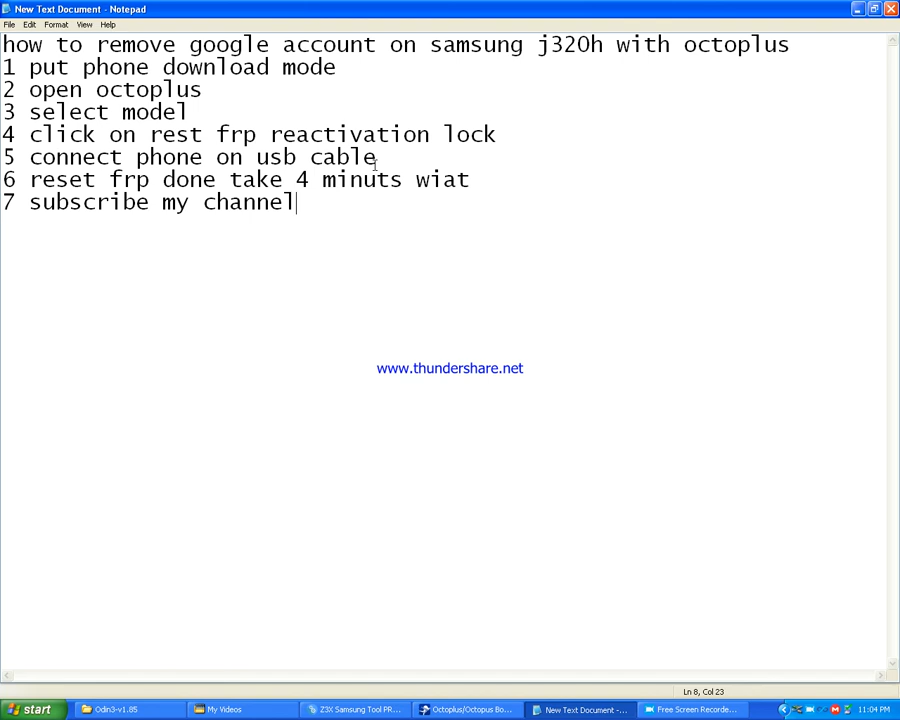 New Text Document - Notepad
File Edit Format View Help
how to remove google account on samsung j320h with octoplus
1 put phone download mode
2 open octoplus
3 select model
4 click on rest frp reactivation lock
5 connect phone on usb cable
6 reset frp done take 4 minuts wiat
7 subscribe my channel
www.thundershare.net
Ln 8, Col 23
start Odin3-v1.85 My Videos Z3X Samsung Tool PR... Octoplus/Octopus Bo... New Text Document -... Free Screen Recorde... 11:04 PM